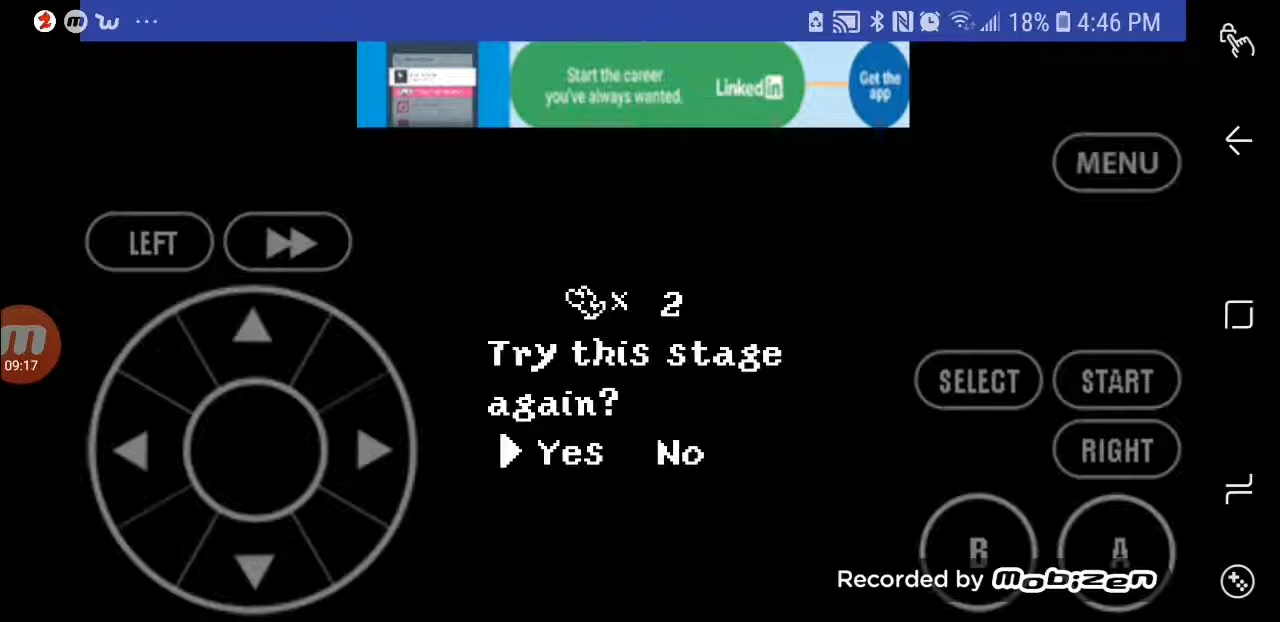 18% 4:46 PM
Start the career
you've always wanted.
Linked in
Get the
app
MENU
LEFT
x 2
Try this stage
again?
Yes No
09:17
SELECT
START
RIGHT
B
A
Recorded by mobizen